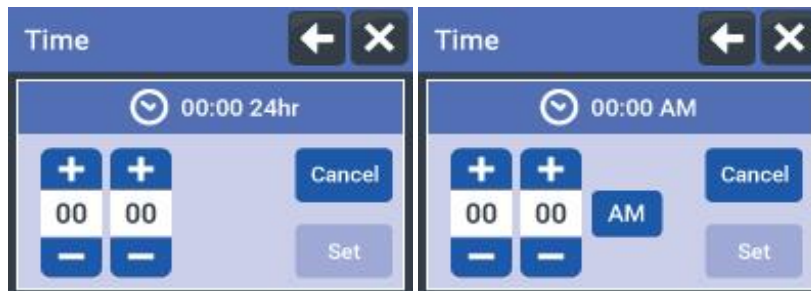 Time
00:00 24hr
+ +
00 00
- -
Cancel
Set
Time
00:00 AM
+ +
00 00 AM
- -
Cancel
Set